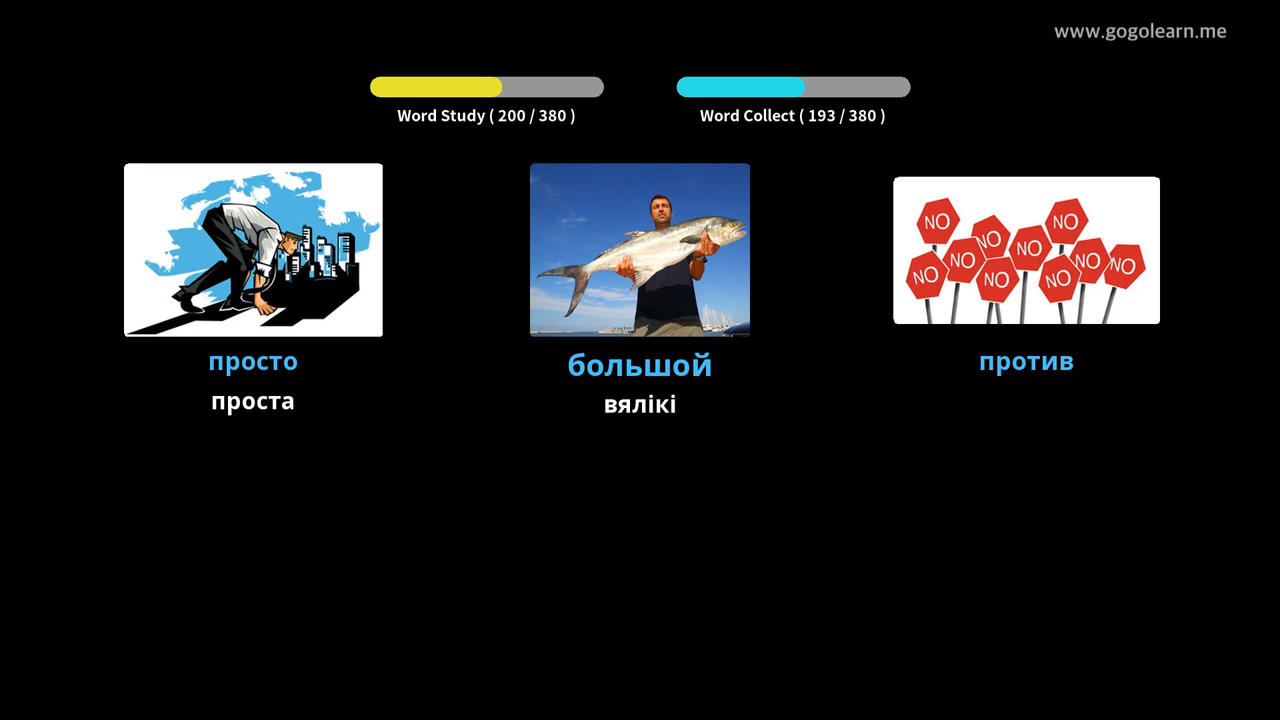 www.gogolearn.me
Word Study ( 200 / 380 )
Word Collect ( 193 / 380 )
NO NO NO NO NO NO NO NO NO NO
просто
большой
против
проста
вялікі